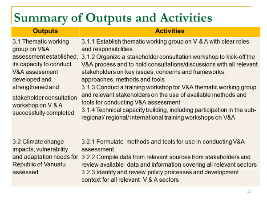 Summary of Outputs and Activities
Outputs
Activities
3.1 Thematic working
group on V&A
assessment established;
its capacity to conduct
V&A assessment
developed and
strengthened and
stakeholder consultation
workshop on V & A
successfully completed
3.1.1 Establish thematic working group on V & A with clear roles
and responsibilities
3.1.2 Organize a stakeholder consultation workshop to kick-off the
V&A process and to hold consultations/discussions with all relevant
stakeholders on key issues, concerns and frameworks
approaches, methods and tools
3.1.3 Conduct a training workshop for V&A thematic working group
and relevant stakeholders on the use of available methods and
tools for conducting V&A assessment
3.1.4 Technical capacity building, including participation in the sub-
regional/ regional/ international training workshops on V&A
3.2 Climate change
impacts, vulnerability
and adaptation needs for
Republic of Vanuatu
assessed
3.2.1 Formulate methods and tools for use in conducting V&A
assessment
3.2.2 Compile data from relevant sources from stakeholders and
review available data and information covering all relevant sectors
3.2.3 Identify and review policy processes and development
context for all relevant V & A sectors